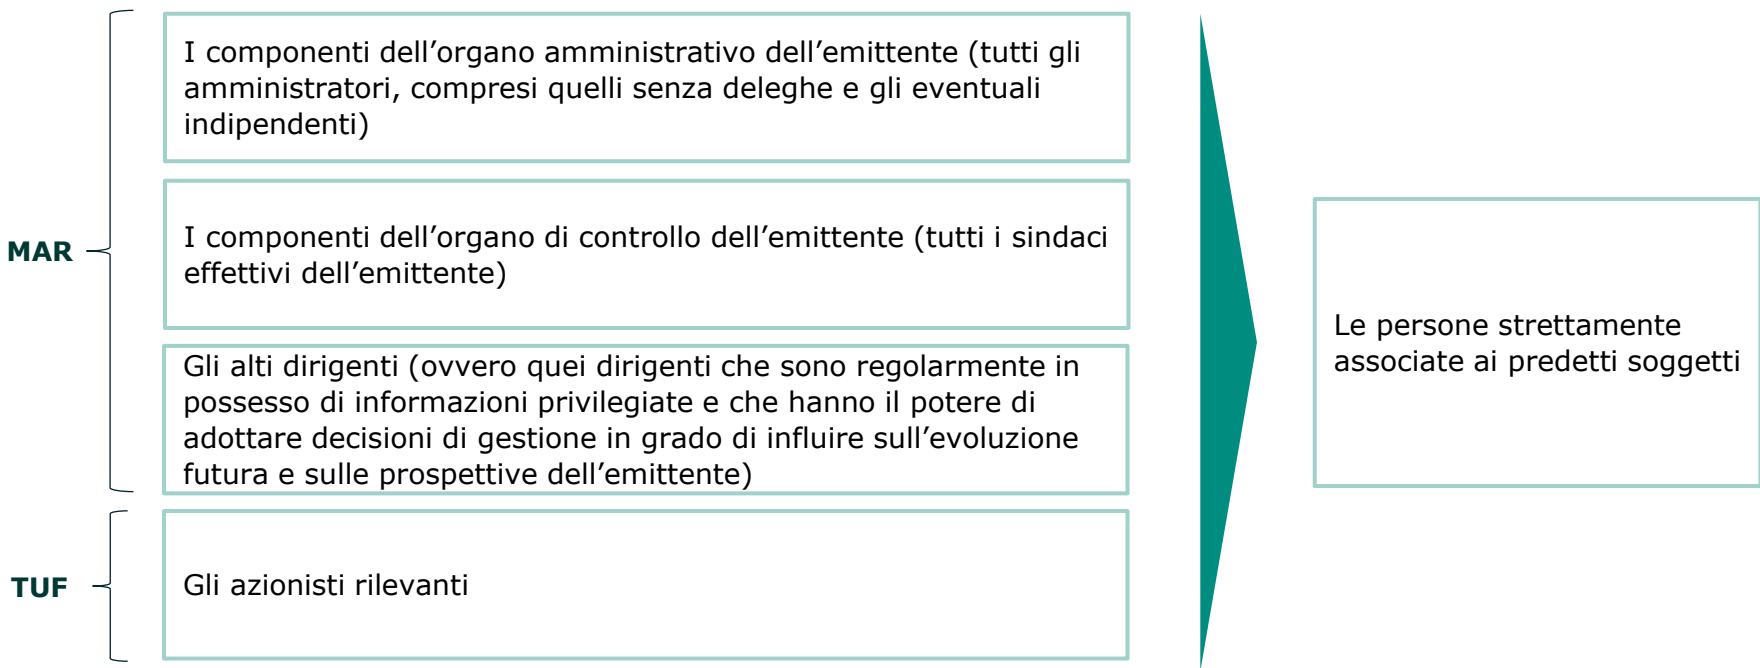 I componenti dell’organo amministrativo dell’emittente (tutti gli
amministratori, compresi quelli senza deleghe e gli eventuali
indipendenti)
MAR
I componenti dell’organo di controllo dell’emittente (tutti i sindaci
effettivi dell’emittente)
Gli alti dirigenti (ovvero quei dirigenti che sono regolarmente in
possesso di informazioni privilegiate e che hanno il potere di
adottare decisioni di gestione in grado di influire sull’evoluzione
futura e sulle prospettive dell’emittente)
TUF
Gli azionisti rilevanti
Le persone strettamente
associate ai predetti soggetti